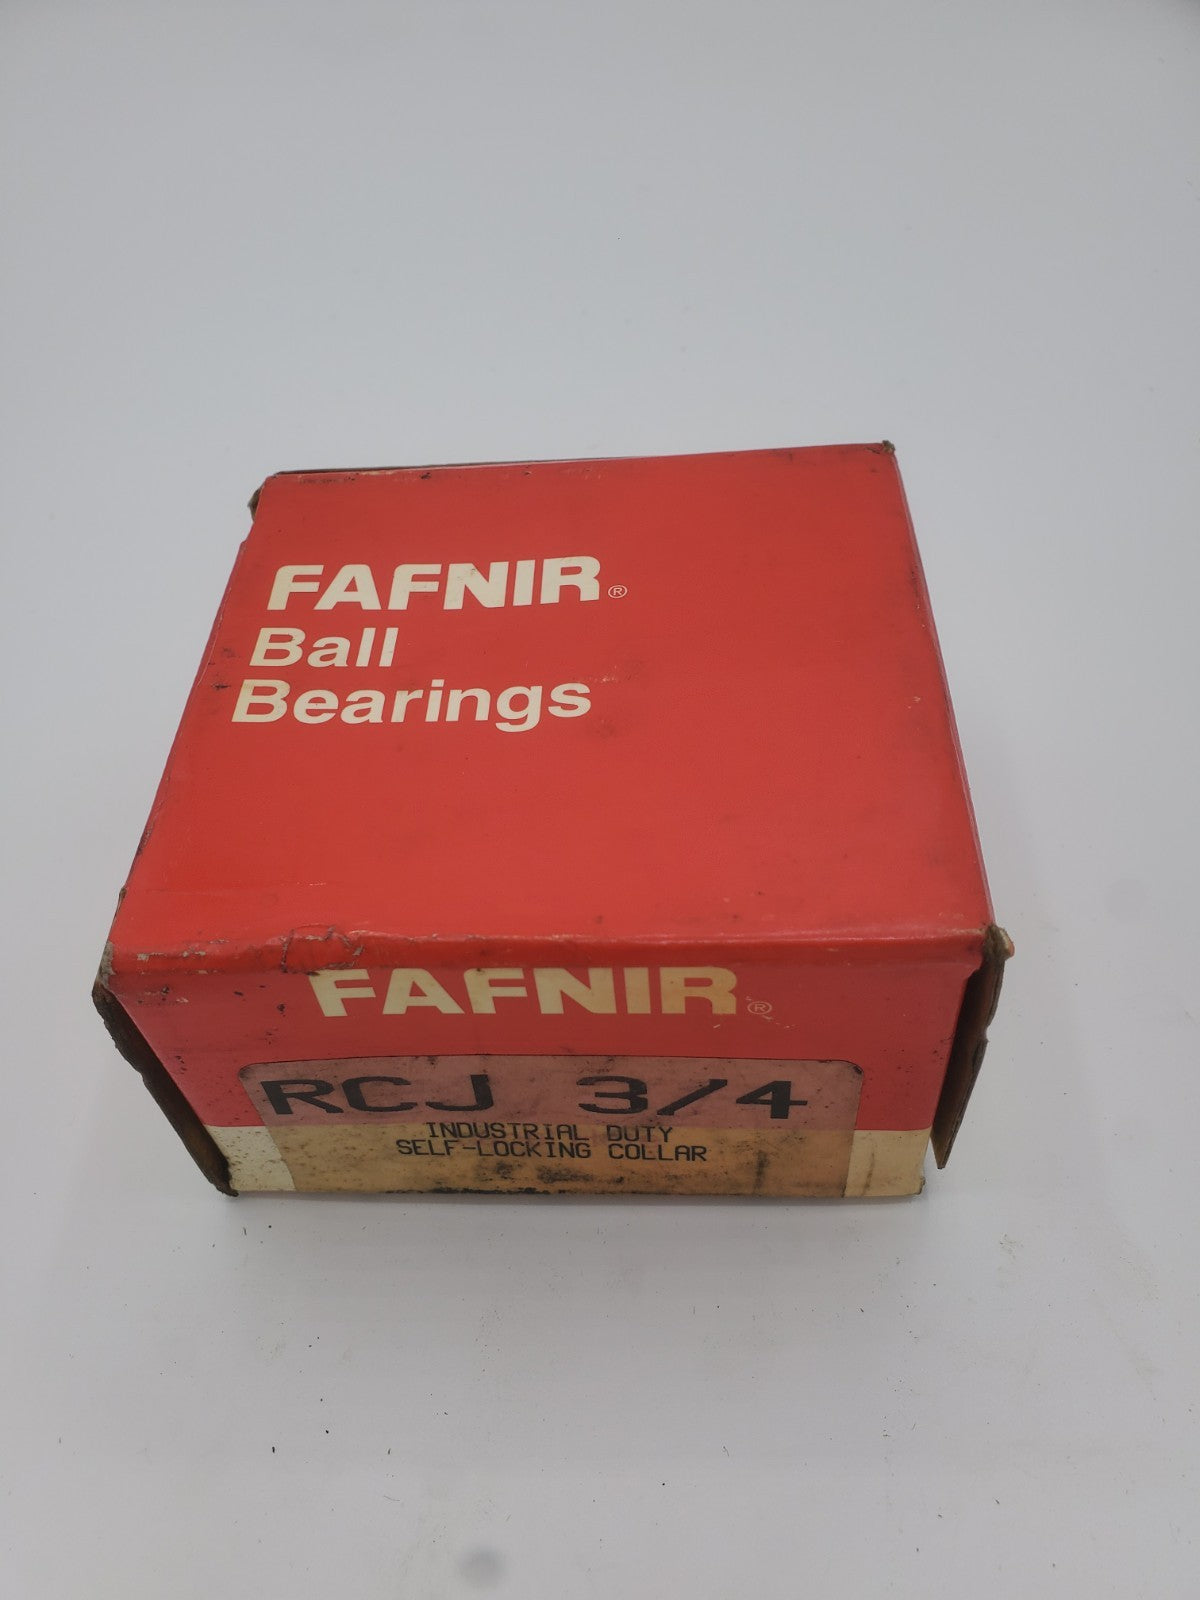 FAFNIR®
Ball
Bearings
FAFNIR®
RCJ 3/4
INDUSTRIAL DUTY
SELF-LOCKING COLLAR